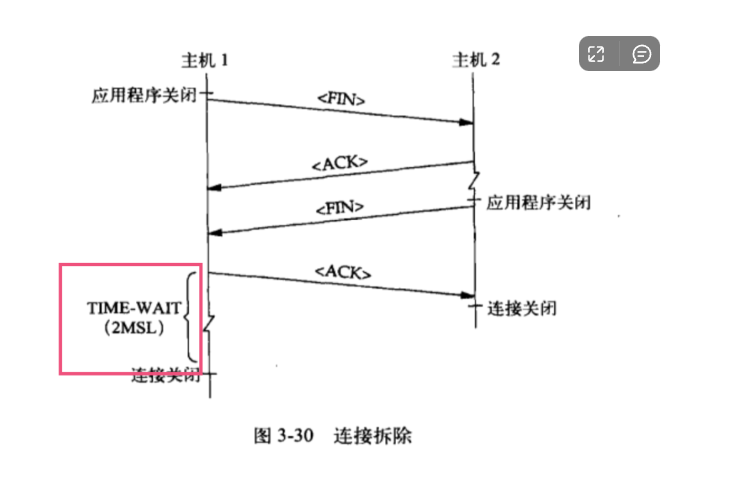 主机 1
主机 2
应用程序关闭
<FIN>
<ACK>
<FIN>
应用程序关闭
<ACK>
TIME-WAIT
(2MSL)
连接关闭
连接关闭
图 3-30 连接拆除